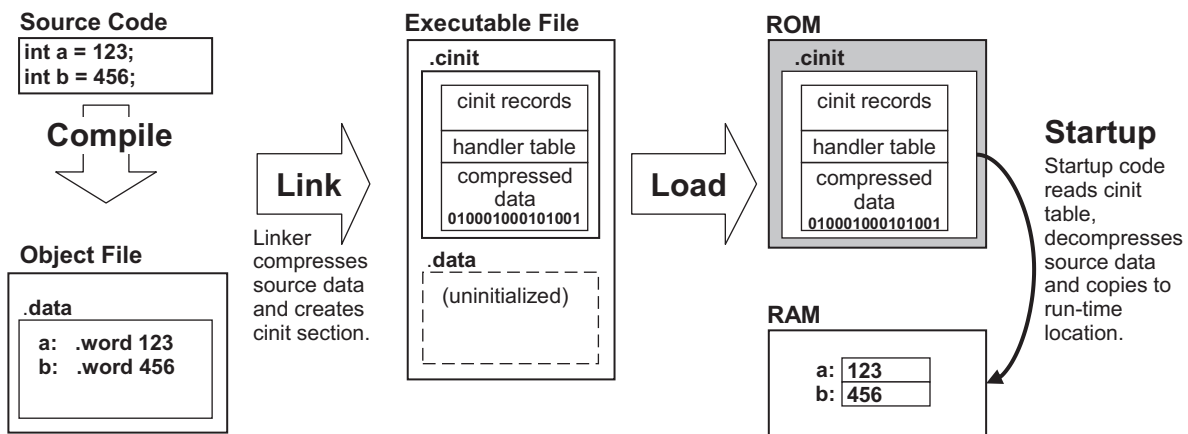 Source Code
int a = 123;
int b = 456;
Compile
Object File
.data
a: .word 123
b: .word 456
Link
Linker
compresses
source data
and creates
cinit section.
Executable File
.cinit
cinit records
handler table
compressed
data
010001000101001
.data
(uninitialized)
Load
ROM
.cinit
cinit records
handler table
compressed
data
010001000101001
Startup
Startup code
reads cinit
table,
decompresses
source data
and copies to
run-time
location.
RAM
a: 123
b: 456